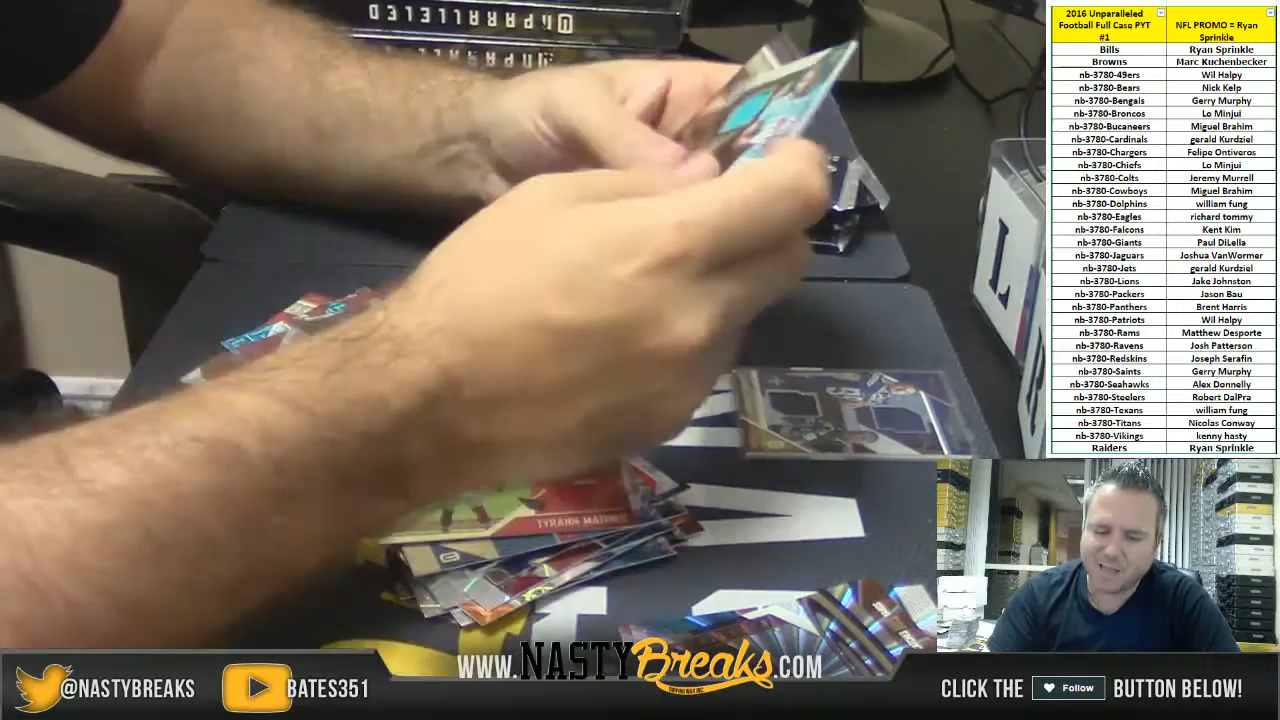 UNPARALLELED
UNPARALLELED
2016 Unparalleled Football Full Case PYT #1
NFL PROMO = Ryan Sprinkle
Bills Ryan Sprinkle
Browns Marc Kuchenbecker
nb-3780-49ers Wil Halpy
nb-3780-Bears Nick Kelp
nb-3780-Bengals Gerry Murphy
nb-3780-Broncos Lo Minjui
nb-3780-Bucaneers Miguel Brahim
nb-3780-Cardinals gerald Kurdziel
nb-3780-Chargers Felipe Ontiveros
nb-3780-Chiefs Lo Minjui
nb-3780-Colts Jeremy Murrell
nb-3780-Cowboys Miguel Brahim
nb-3780-Dolphins william fung
nb-3780-Eagles richard tommy
nb-3780-Falcons Kent Kim
nb-3780-Giants Paul DiLella
nb-3780-Jaguars Joshua VanWormer
nb-3780-Jets gerald Kurdziel
nb-3780-Lions Jake Johnston
nb-3780-Packers Jason Bau
nb-3780-Panthers Brent Harris
nb-3780-Patriots Wil Halpy
nb-3780-Rams Matthew Desporte
nb-3780-Ravens Josh Patterson
nb-3780-Redskins Joseph Serafin
nb-3780-Saints Gerry Murphy
nb-3780-Seahawks Alex Donnelly
nb-3780-Steelers Robert DalPra
nb-3780-Texans william fung
nb-3780-Titans Nicolas Conway
nb-3780-Vikings kenny hasty
Raiders Ryan Sprinkle
L
TYRANN MATHIEU
@NASTYBREAKS
BATES351
WWW.NASTYBreaks.COM
RIPPING WAX INC.
CLICK THE Follow BUTTON BELOW!